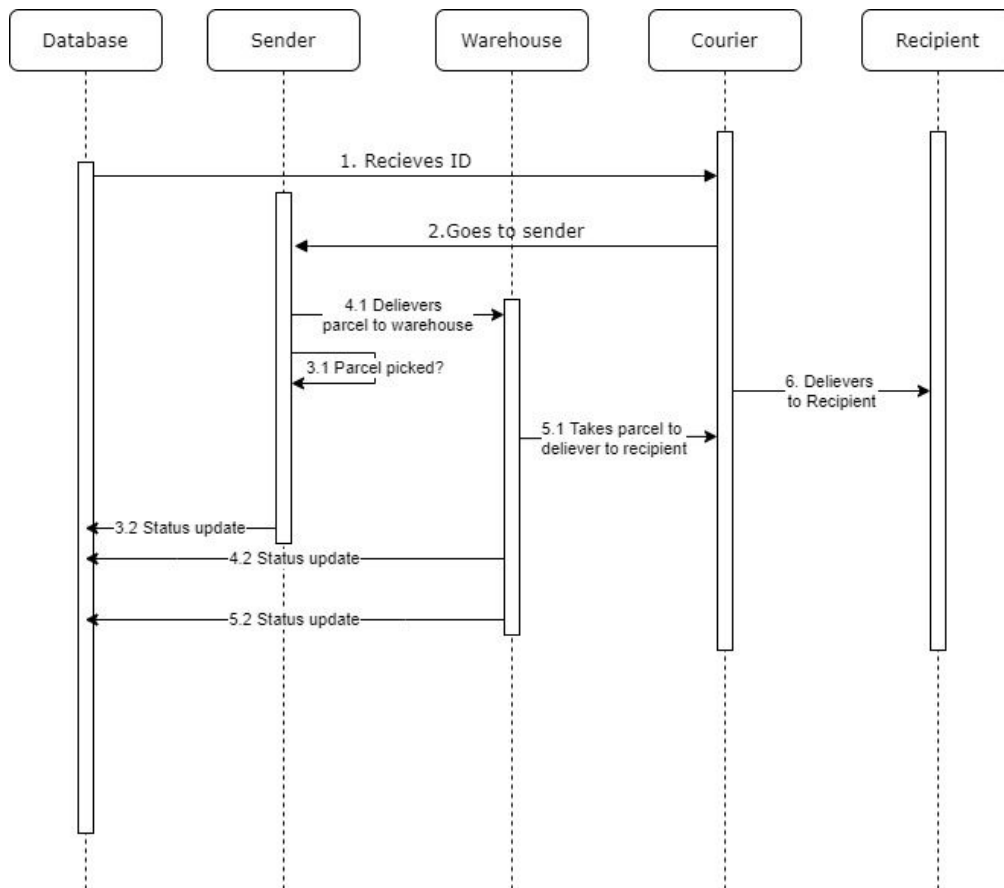 Database
Sender
Warehouse
Courier
Recipient
1. Recieves ID
2.Goes to sender
4.1 Delievers
parcel to warehouse
3.1 Parcel picked?
6. Delievers
to Recipient
5.1 Takes parcel to
deliever to recipient
3.2 Status update
4.2 Status update
5.2 Status update